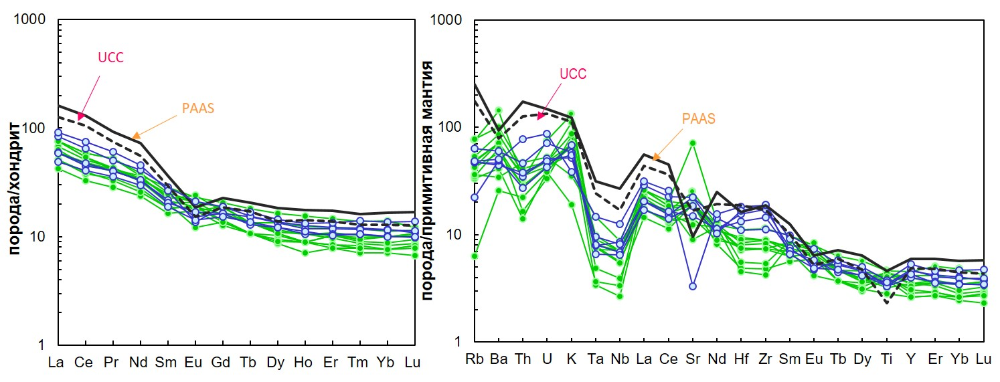 порода/хондрит
1000
100
10
1
UCC
PAAS
La Ce Pr Nd Sm Eu Gd Tb Dy Ho Er Tm Yb Lu
порода/примитивная мантия
1000
100
10
1
UCC
PAAS
Rb Ba Th U K Ta Nb La Ce Sr Nd Hf Zr Sm Eu Tb Dy Ti Y Er Yb Lu